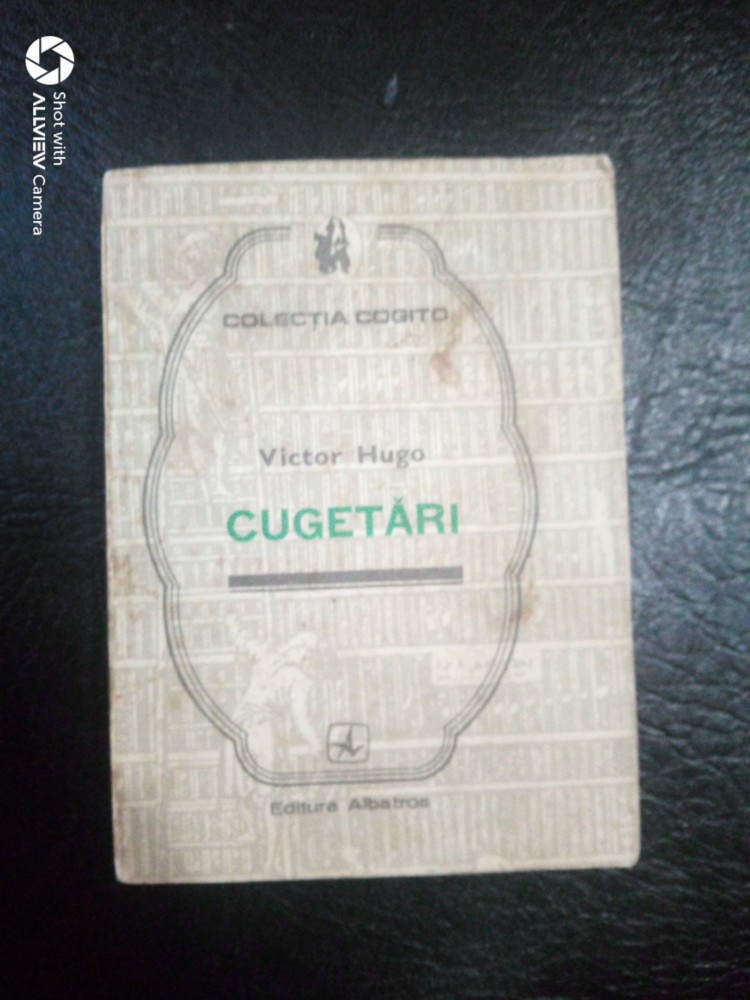 Shot with
ALLVIEW Camera
COLECȚIA COGITO
Victor Hugo
CUGETĂRI
Editura Albatros